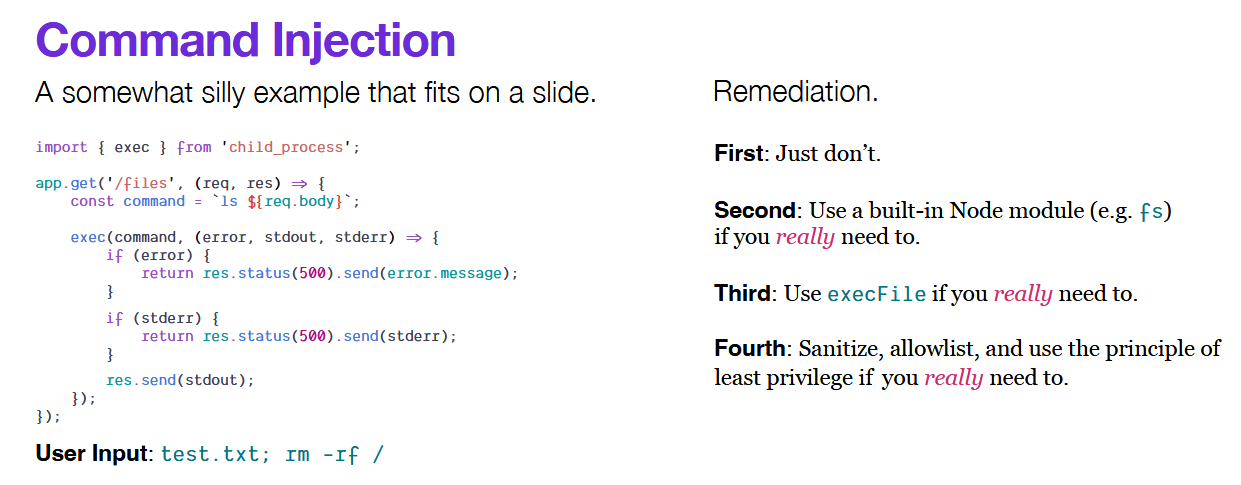 Command Injection
A somewhat silly example that fits on a slide.
import { exec } from 'child_process';
app.get('/files', (req, res) ⇒ {
    const command = `ls ${req.body}`;
    exec(command, (error, stdout, stderr) ⇒ {
        if (error) {
            return res.status(500).send(error.message);
        }
        if (stderr) {
            return res.status(500).send(stderr);
        }
        res.send(stdout);
    });
});
User Input: test.txt; rm -rf /
Remediation.
First: Just don’t.
Second: Use a built-in Node module (e.g. fs)
if you really need to.
Third: Use execFile if you really need to.
Fourth: Sanitize, allowlist, and use the principle of
least privilege if you really need to.